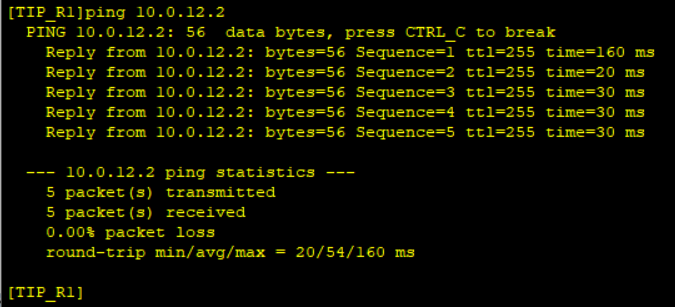 [TIP_R1]ping 10.0.12.2
PING 10.0.12.2: 56  data bytes, press CTRL_C to break
Reply from 10.0.12.2: bytes=56 Sequence=1 ttl=255 time=160 ms
Reply from 10.0.12.2: bytes=56 Sequence=2 ttl=255 time=20 ms
Reply from 10.0.12.2: bytes=56 Sequence=3 ttl=255 time=30 ms
Reply from 10.0.12.2: bytes=56 Sequence=4 ttl=255 time=30 ms
Reply from 10.0.12.2: bytes=56 Sequence=5 ttl=255 time=30 ms
--- 10.0.12.2 ping statistics ---
5 packet(s) transmitted
5 packet(s) received
0.00% packet loss
round-trip min/avg/max = 20/54/160 ms
[TIP_R1]